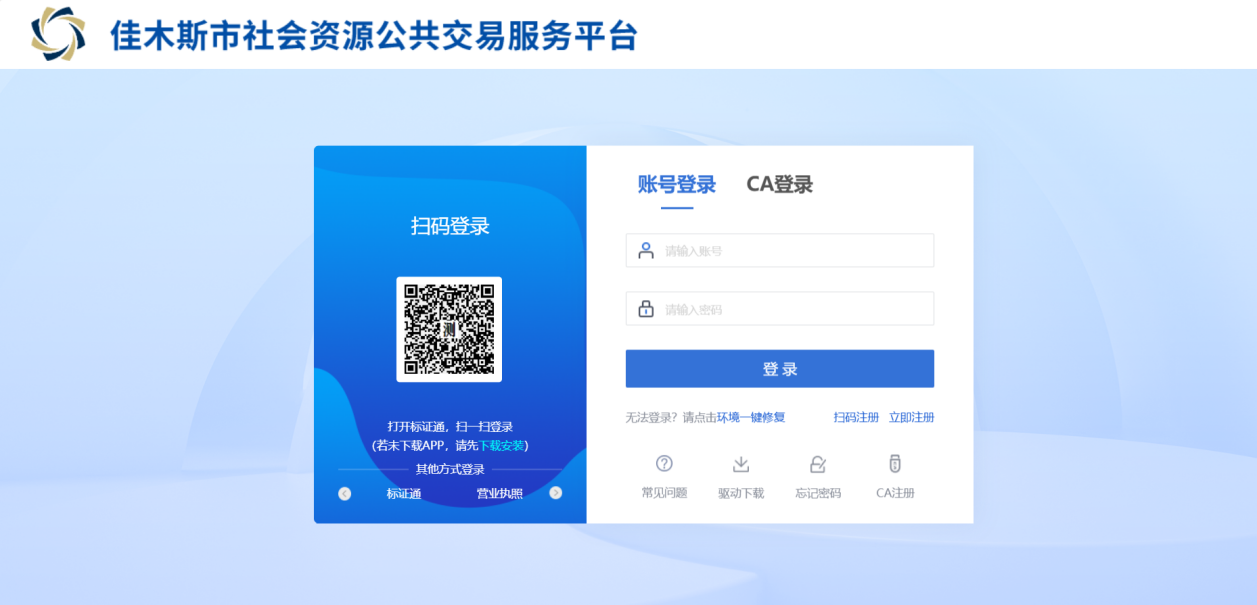 佳木斯市社会资源公共交易服务平台
扫码登录
测
打开标证通，扫一扫登录
(若未下载APP，请先下载安装)
其他方式登录
标证通 营业执照
账号登录 CA登录
请输入账号
请输入密码
登 录
无法登录？请点击环境一键修复 扫码注册 立即注册
常见问题 驱动下载 忘记密码 CA注册